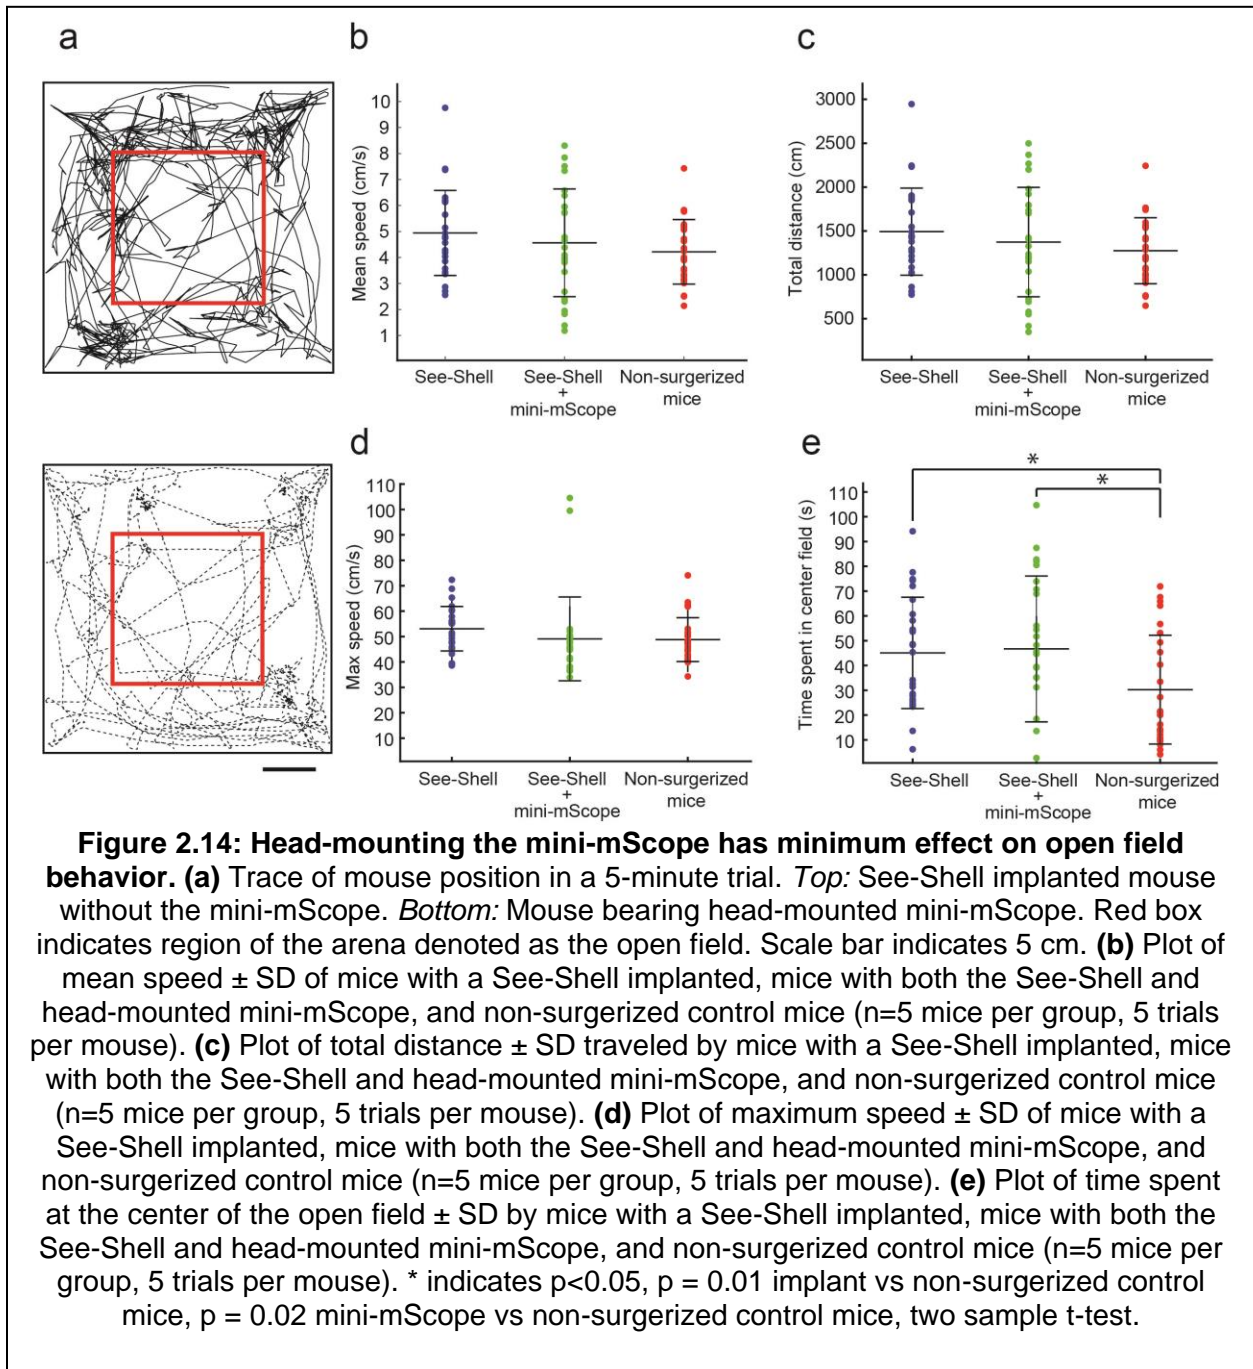 a
b
10
9
8
7
6
5
4
3
2
1
Mean speed (cm/s)
See-Shell
See-Shell
+
mini-mScope
Non-surgerized
mice
c
3000
2500
2000
1500
1000
500
Total distance (cm)
See-Shell
See-Shell
+
mini-mScope
Non-surgerized
mice
d
110
100
90
80
70
60
50
40
30
20
10
Max speed (cm/s)
See-Shell
See-Shell
+
mini-mScope
Non-surgerized
mice
e
*
*
110
100
90
80
70
60
50
40
30
20
10
Time spent in center field (s)
See-Shell
See-Shell
+
mini-mScope
Non-surgerized
mice
Figure 2.14: Head-mounting the mini-mScope has minimum effect on open field
behavior. (a) Trace of mouse position in a 5-minute trial. Top: See-Shell implanted mouse
without the mini-mScope. Bottom: Mouse bearing head-mounted mini-mScope. Red box
indicates region of the arena denoted as the open field. Scale bar indicates 5 cm. (b) Plot of
mean speed ± SD of mice with a See-Shell implanted, mice with both the See-Shell and
head-mounted mini-mScope, and non-surgerized control mice (n=5 mice per group, 5 trials
per mouse). (c) Plot of total distance ± SD traveled by mice with a See-Shell implanted, mice
with both the See-Shell and head-mounted mini-mScope, and non-surgerized control mice
(n=5 mice per group, 5 trials per mouse). (d) Plot of maximum speed ± SD of mice with a
See-Shell implanted, mice with both the See-Shell and head-mounted mini-mScope, and
non-surgerized control mice (n=5 mice per group, 5 trials per mouse). (e) Plot of time spent
at the center of the open field ± SD by mice with a See-Shell implanted, mice with both the
See-Shell and head-mounted mini-mScope, and non-surgerized control mice (n=5 mice per
group, 5 trials per mouse). * indicates p<0.05, p = 0.01 implant vs non-surgerized control
mice, p = 0.02 mini-mScope vs non-surgerized control mice, two sample t-test.